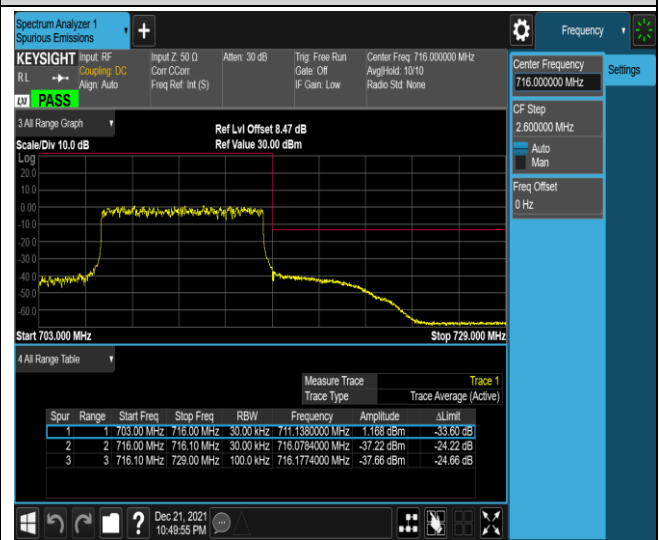 Spectrum Analyzer 1
Spurious Emissions
+
Frequency
KEYSIGHT
RL
Input: RF
Coupling: DC
Align: Auto
Input Z: 50 Ω
Corr CCorr
Freq Ref: Int (S)
Atten: 30 dB
Trig: Free Run
Gate: Off
IF Gain: Low
Center Freq: 716.000000 MHz
Avg|Hold: 10/10
Radio Std: None
LW PASS
Center Frequency
716.000000 MHz
Settings
CF Step
2.600000 MHz
Auto
Man
Freq Offset
0 Hz
3 All Range Graph
Scale/Div 10.0 dB
Ref Lvl Offset 8.47 dB
Ref Value 30.00 dBm
Log
20.0
10.0
0.00
-10.0
-20.0
-30.0
-40.0
-50.0
-60.0
Start 703.000 MHz Stop 729.000 MHz
4 All Range Table
Measure Trace Trace 1
Trace Type Trace Average (Active)
Spur Range Start Freq Stop Freq RBW Frequency Amplitude ΔLimit
1 1 703.00 MHz 716.00 MHz 30.00 kHz 711.1380000 MHz 1.168 dBm -33.60 dB
2 2 716.00 MHz 716.10 MHz 30.00 kHz 716.0784000 MHz -37.22 dBm -24.22 dB
3 3 716.10 MHz 729.00 MHz 100.0 kHz 716.1774000 MHz -37.66 dBm -24.66 dB
?
Dec 21, 2021
10:49:55 PM